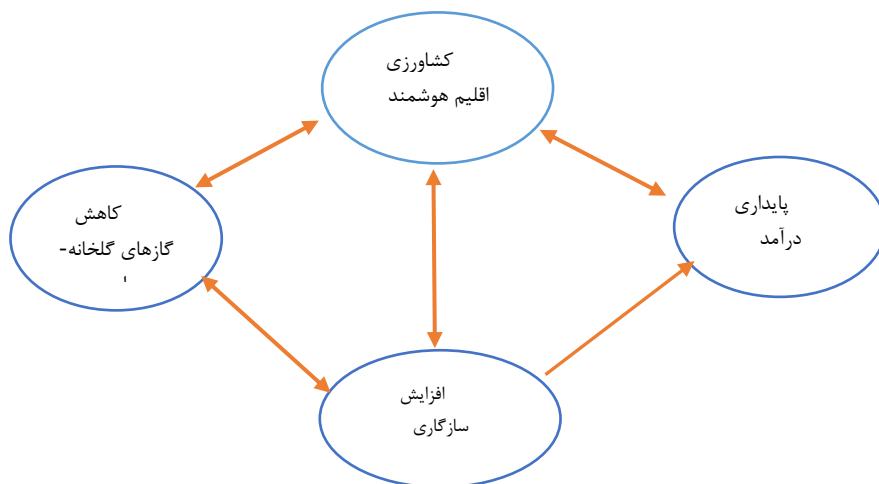 کشاورزی
اقلیم هوشمند
کاهش
گازهای گلخانه-
پایداری
درآمد
افزایش
سازگاری